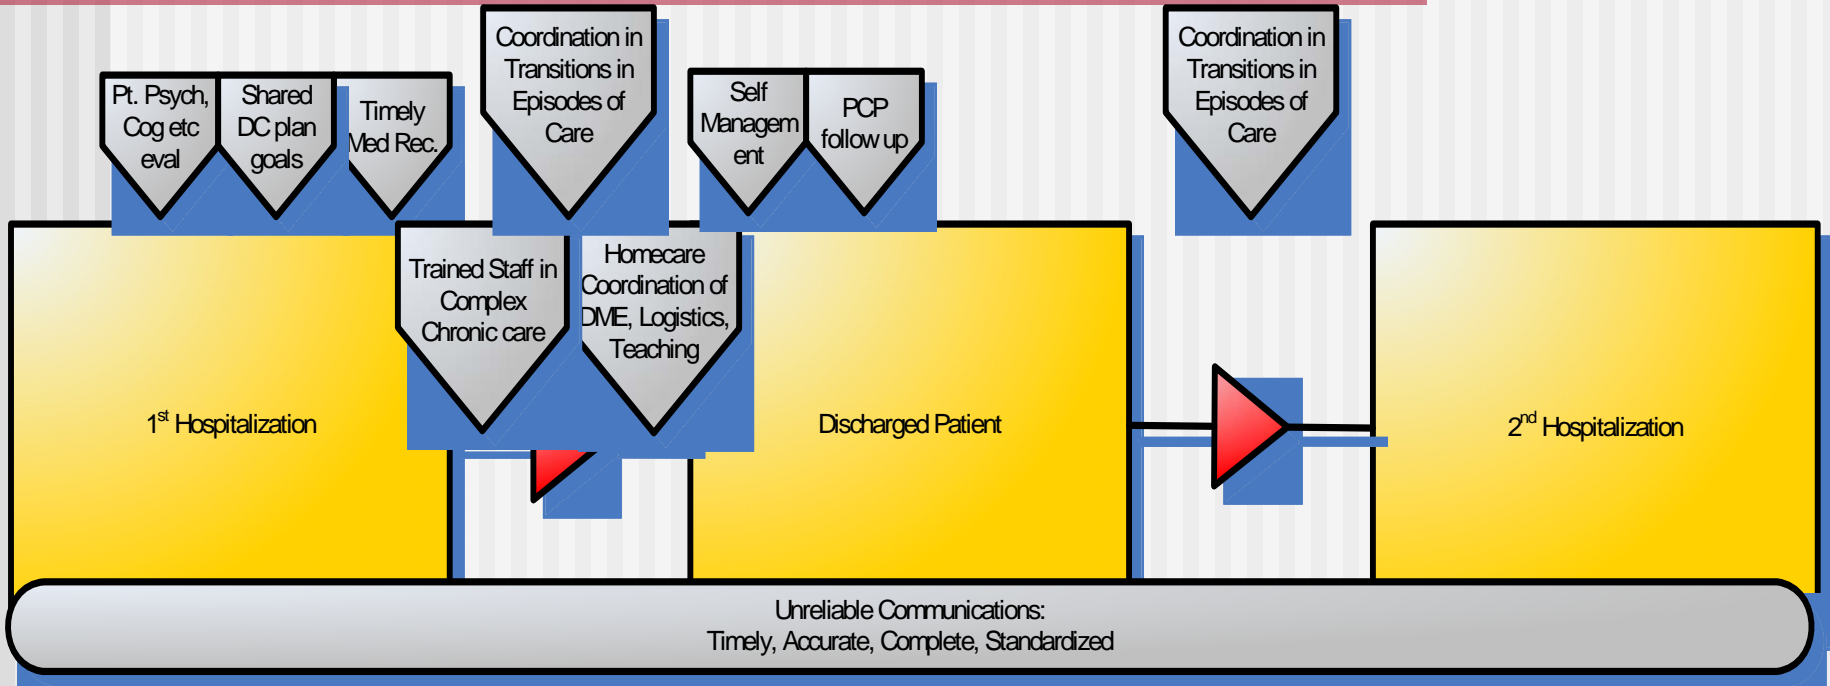 Pt. Psych,
Cog etc
eval
Shared
DC plan
goals
Timely
Med Rec.
Coordination in
Transitions in
Episodes of
Care
Self
Managem
ent
PCP
follow up
Coordination in
Transitions in
Episodes of
Care
Trained Staff in
Complex
Chronic care
Homecare
Coordination of
DME, Logistics,
Teaching
1st Hospitalization
Discharged Patient
2nd Hospitalization
Unreliable Communications:
Timely, Accurate, Complete, Standardized